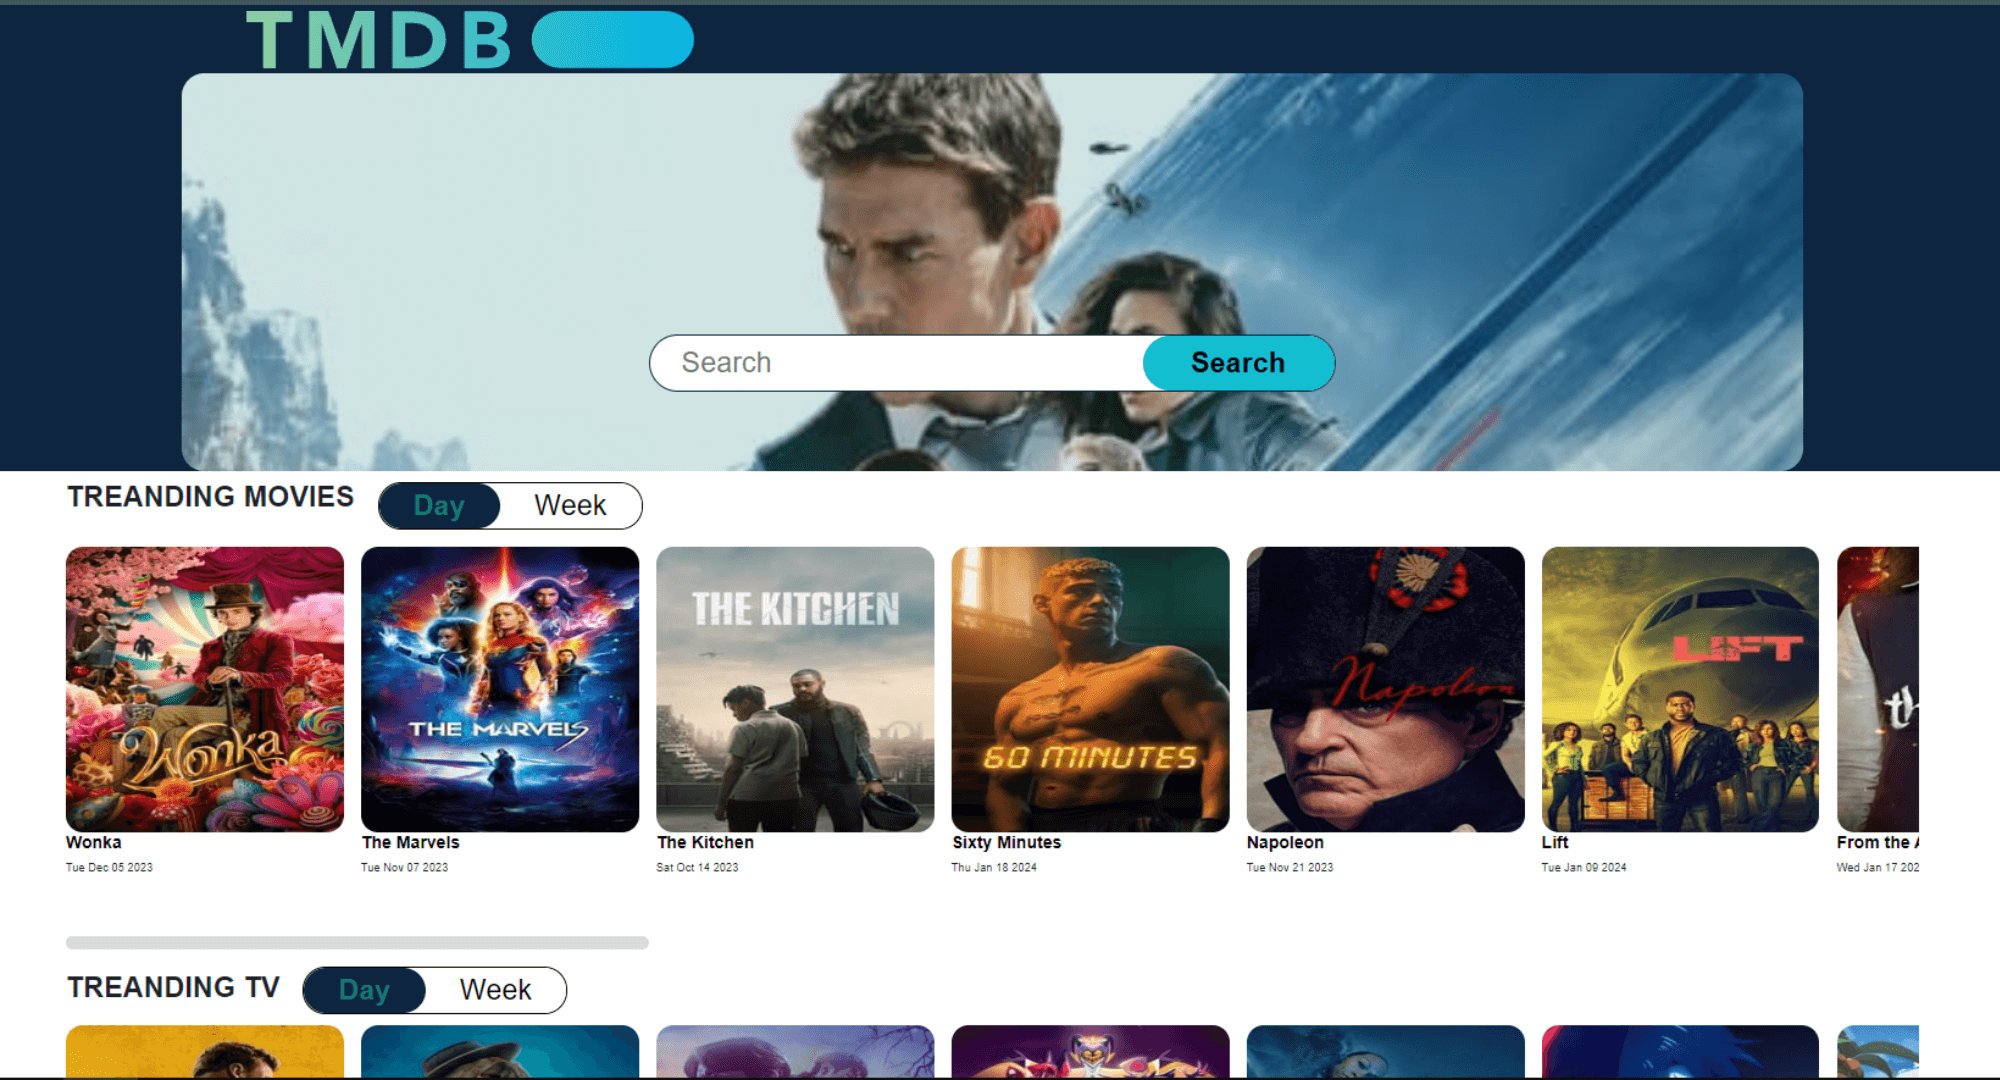 TMDB
Search Search
TREANDING MOVIES Day Week
Wonka
THE MARVELS
THE KITCHEN
60 MINUTES
Napoleon
LIFT
th
Wonka The Marvels The Kitchen Sixty Minutes Napoleon Lift From the
Tue Dec 05 2023 Tue Nov 07 2023 Sat Oct 14 2023 Thu Jan 18 2024 Tue Nov 21 2023 Tue Jan 09 2024 Wed Jan 17 202
TREANDING TV Day Week